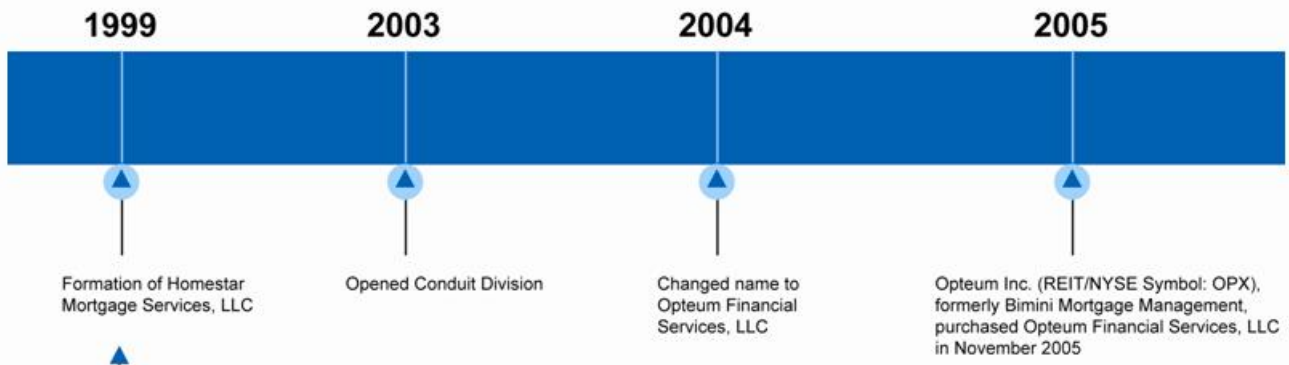 1999
2003
2004
2005
Formation of Homestar
Mortgage Services, LLC
Opened Conduit Division
Changed name to
Opteum Financial
Services, LLC
Opteum Inc. (REIT/NYSE Symbol: OPX),
formerly Bimini Mortgage Management,
purchased Opteum Financial Services, LLC
in November 2005